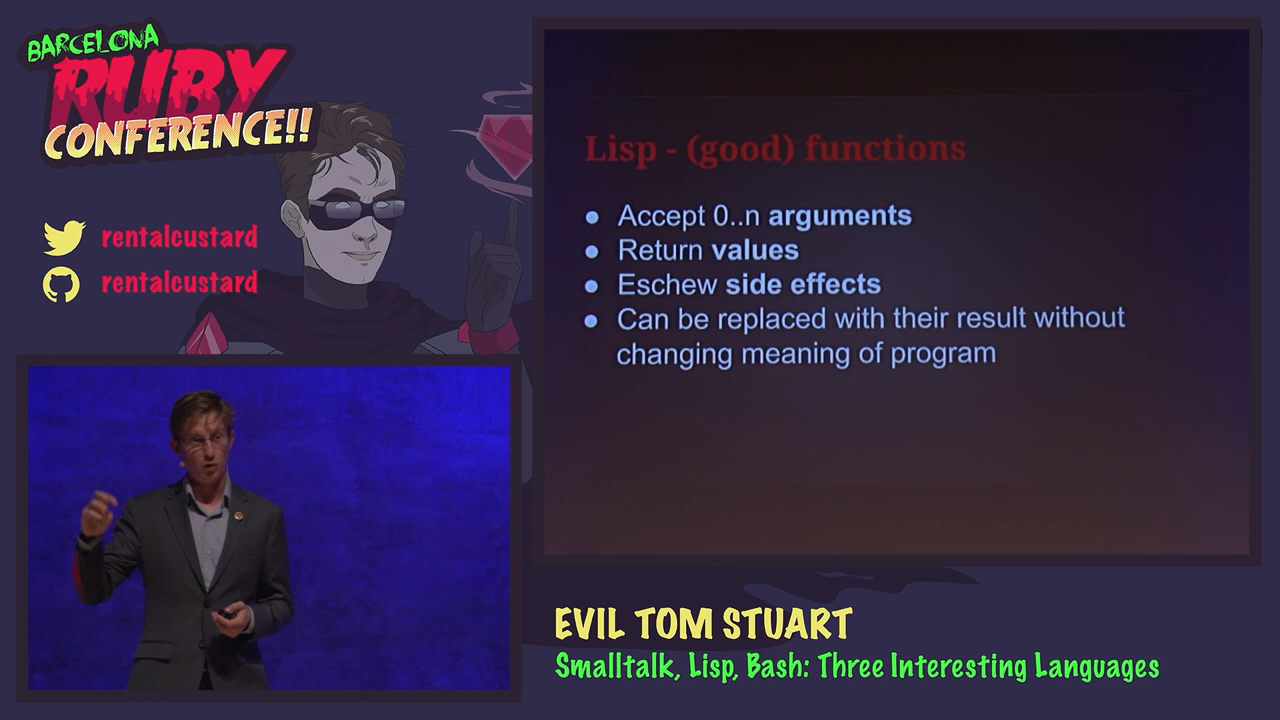 BARCELONA
RUBY
CONFERENCE!!
rentalcustard
rentalcustard
Lisp - (good) functions
● Accept 0..n arguments
● Return values
● Eschew side effects
● Can be replaced with their result without
changing meaning of program
EVIL TOM STUART
Smalltalk, Lisp, Bash: Three Interesting Languages